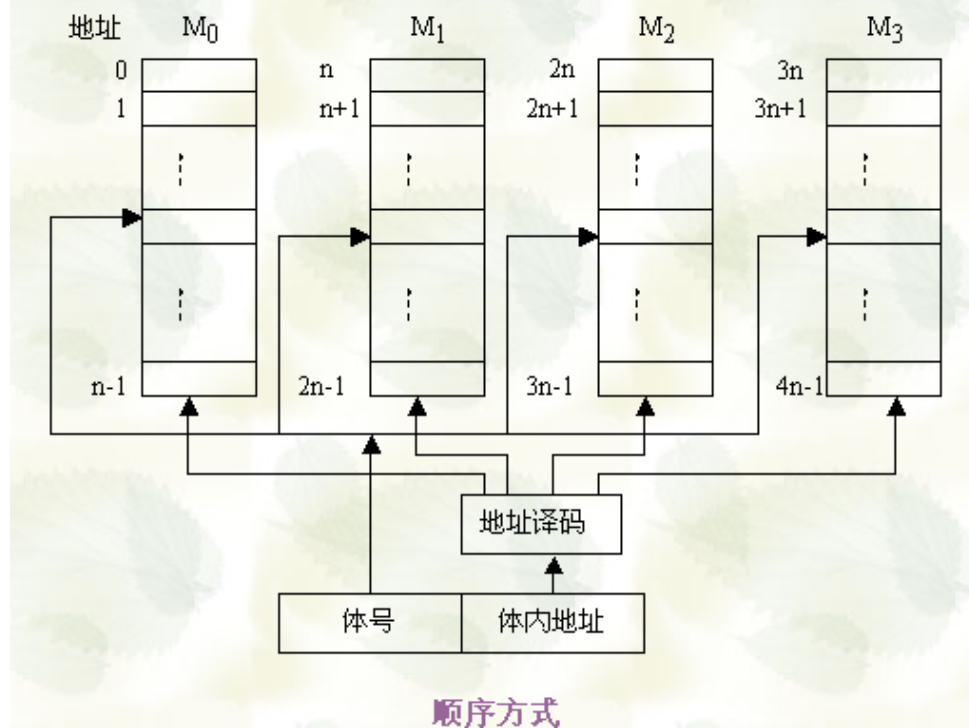 地址 M0 M1 M2 M3
0 n 2n 3n
1 n+1 2n+1 3n+1
n-1 2n-1 3n-1 4n-1
地址译码
体号 体内地址
顺序方式